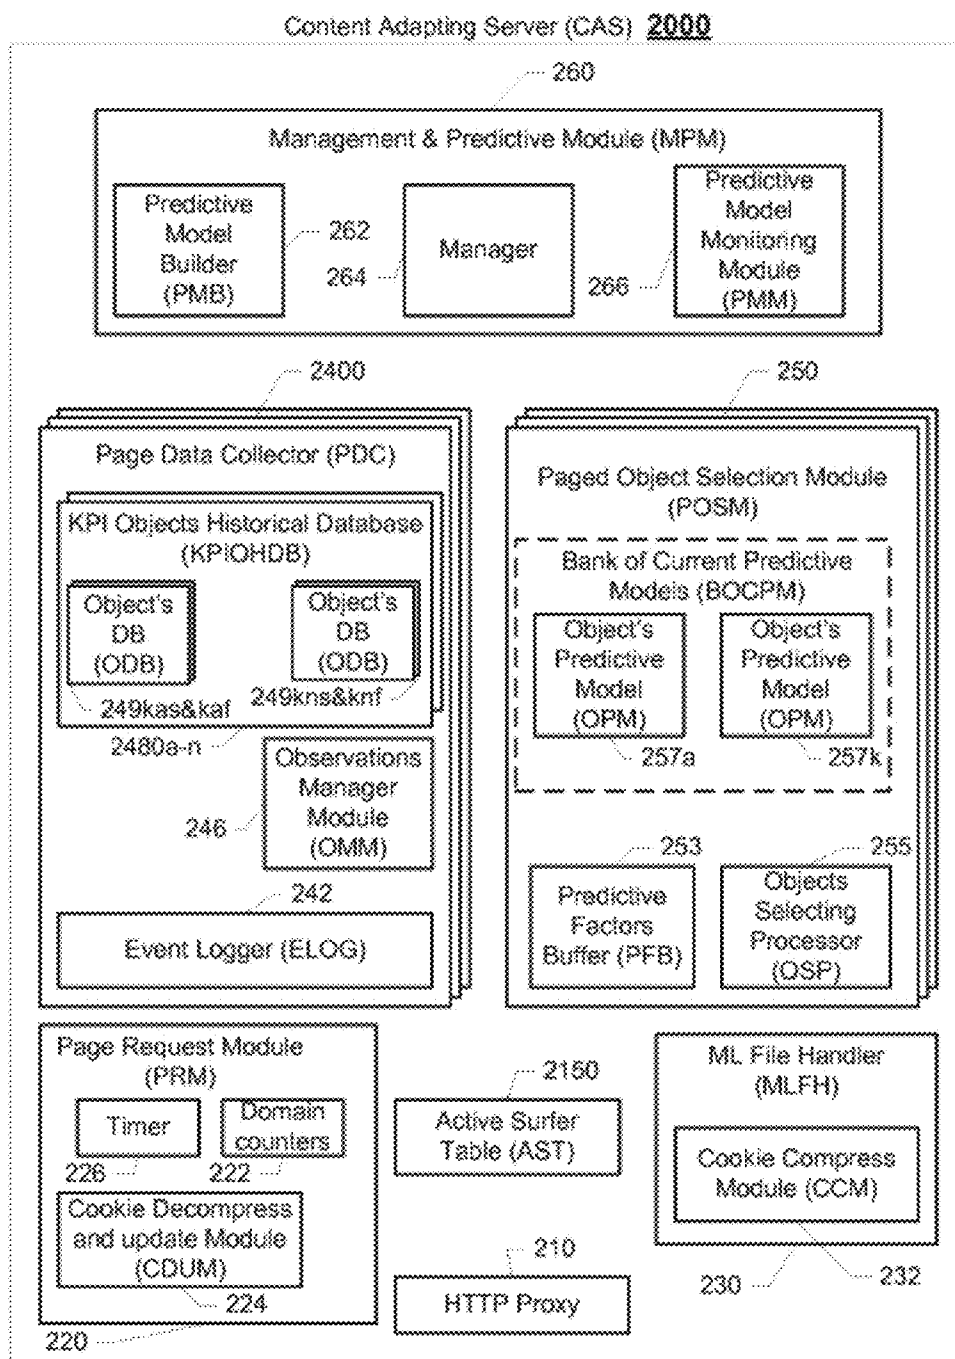 Content Adapting Server (CAS) 2000
260
Management & Predictive Module (MPM)
Predictive
Model
Builder
(PMB)
262
264
Manager
266
Predictive
Model
Monitoring
Module
(PMM)
2400
Page Data Collector (PDC)
KPI Objects Historical Database
(KPIOHDB)
Object's
DB
(ODB)
Object's
DB
(ODB)
249kas&kaf
249kns&knf
2480a-n
246
Observations
Manager
Module
(OMM)
242
Event Logger (ELOG)
250
Paged Object Selection Module
(POSM)
Bank of Current Predictive
Models (BOCPM)
Object's
Predictive
Model
(OPM)
Object's
Predictive
Model
(OPM)
257a
257k
253
Predictive
Factors
Buffer (PFB)
255
Objects
Selecting
Processor
(OSP)
Page Request Module
(PRM)
Timer
226
Domain
counters
222
Cookie Decompress
and update Module
(CDUM)
224
220
2150
Active Surfer
Table (AST)
210
HTTP Proxy
ML File Handler
(MLFH)
Cookie Compress
Module (CCM)
230
232